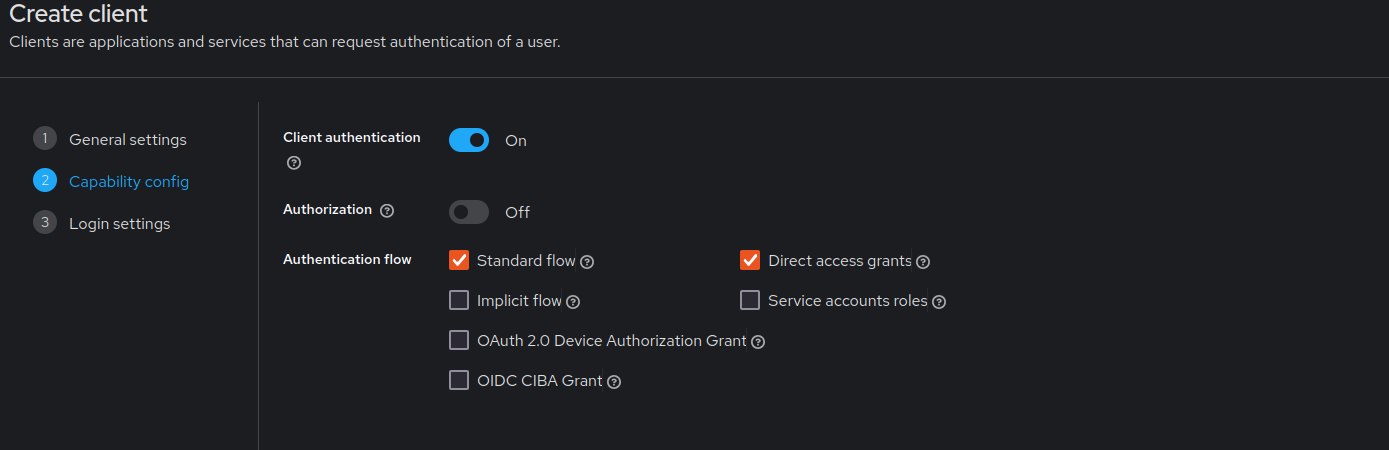 Create client
Clients are applications and services that can request authentication of a user.
1 General settings
2 Capability config
3 Login settings
Client authentication
?
On
Authorization ?
Off
Authentication flow
Standard flow ?
Direct access grants ?
Implicit flow ?
Service accounts roles ?
OAuth 2.0 Device Authorization Grant ?
OIDC CIBA Grant ?